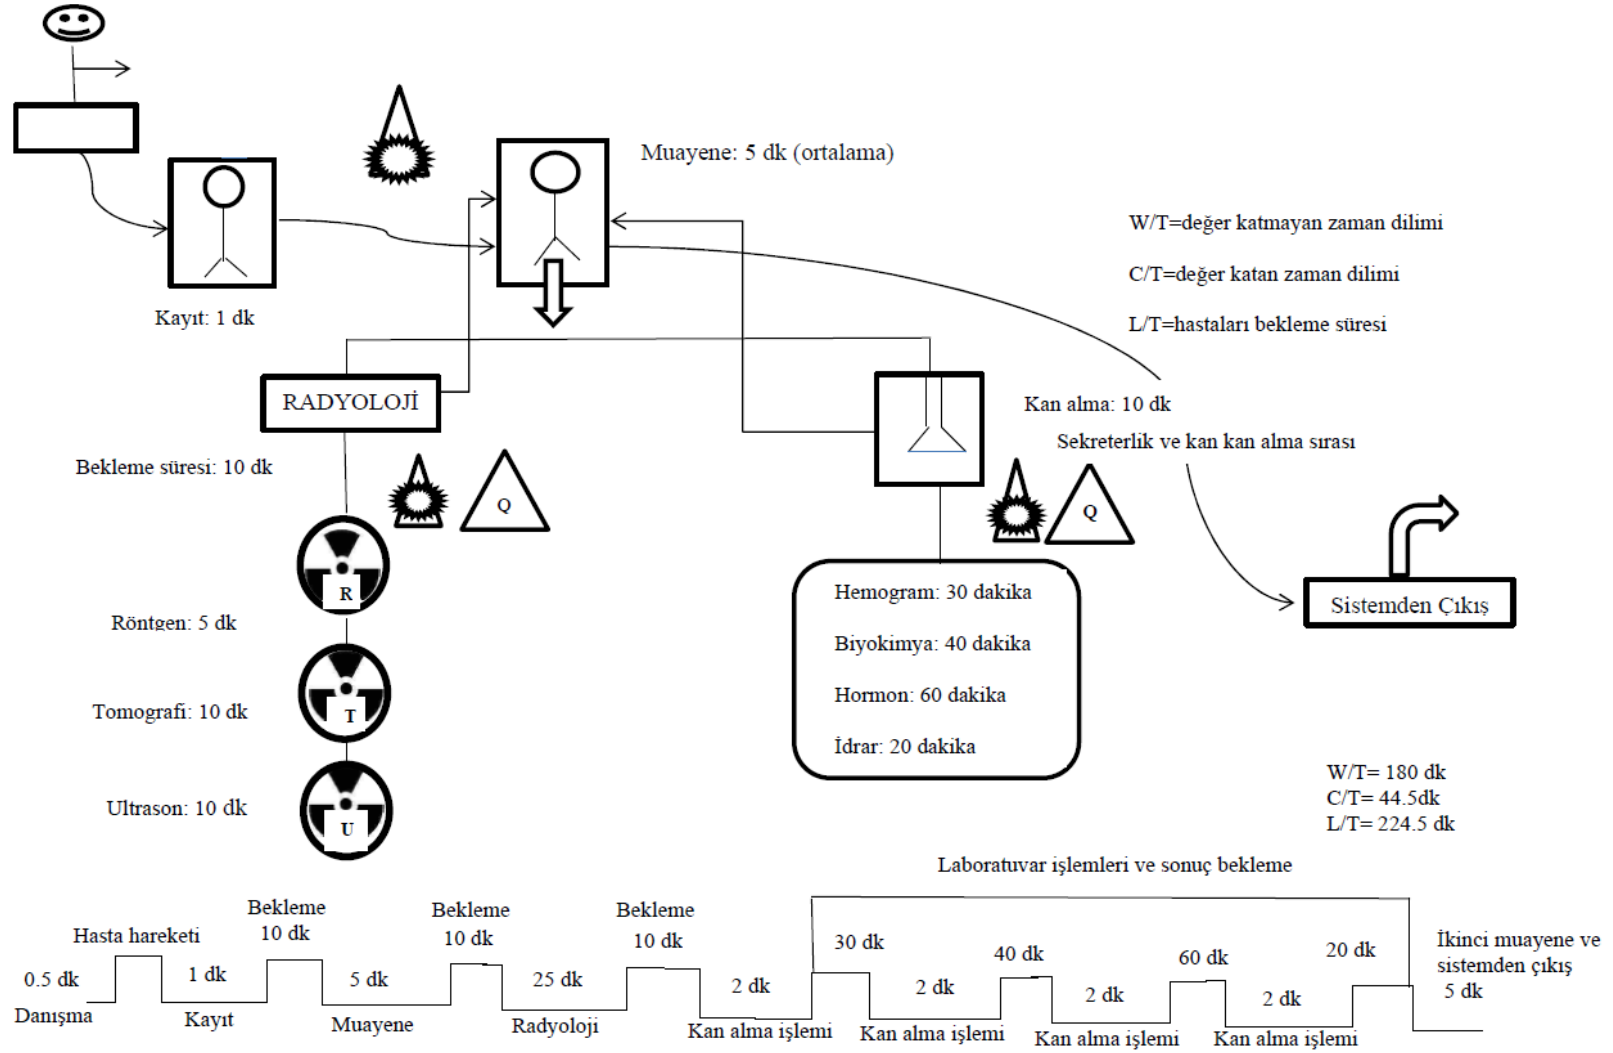 Muayene: 5 dk (ortalama)
W/T=değer katmayan zaman dilimi
C/T=değer katan zaman dilimi
L/T=hastaları bekleme süresi
Kayıt: 1 dk
RADYOLOJİ
Kan alma: 10 dk
Sekreterlik ve kan kan alma sırası
Bekleme süresi: 10 dk
Q
Q
R
Röntgen: 5 dk
T
Tomografi: 10 dk
U
Ultrason: 10 dk
Hemogram: 30 dakika
Biyokimya: 40 dakika
Hormon: 60 dakika
İdrar: 20 dakika
Sistemden Çıkış
W/T= 180 dk
C/T= 44.5dk
L/T= 224.5 dk
Laboratuvar işlemleri ve sonuç bekleme
Hasta hareketi
Bekleme
10 dk
Bekleme
10 dk
Bekleme
10 dk
30 dk
40 dk
60 dk
20 dk
İkinci muayene ve
sistemden çıkış
5 dk
0.5 dk
1 dk
5 dk
25 dk
2 dk
2 dk
2 dk
2 dk
Danışma
Kayıt
Muayene
Radyoloji
Kan alma işlemi
Kan alma işlemi
Kan alma işlemi
Kan alma işlemi